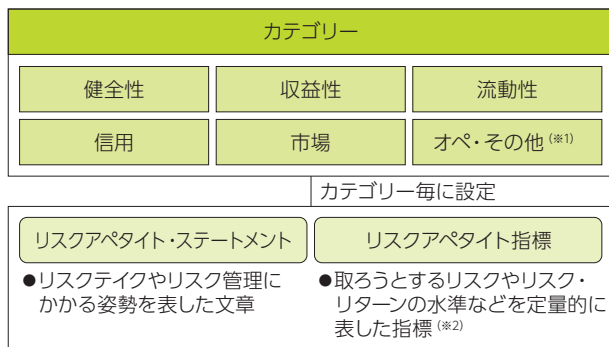 カテゴリー
健全性 収益性 流動性
信用 市場 オペ・その他(※1)
カテゴリー毎に設定
リスクアペタイト・ステートメント リスクアペタイト指標
●リスクテイクやリスク管理に
かかる姿勢を表した文章
●取ろうとするリスクやリスク・
リターンの水準などを定量的に
表した指標(※2)